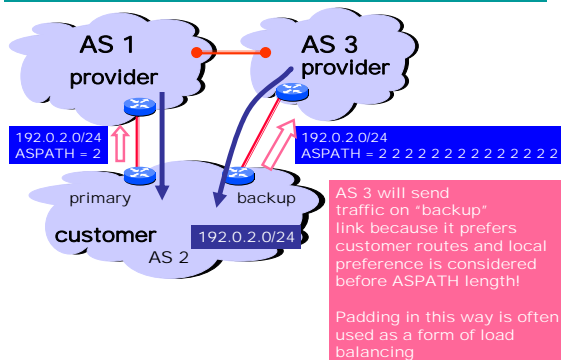 AS 1
provider
AS 3
provider
192.0.2.0/24
ASPATH = 2
192.0.2.0/24
ASPATH = 2 2 2 2 2 2 2 2 2 2 2 2 2 2
primary
backup
customer
AS 2
192.0.2.0/24
AS 3 will send
traffic on “backup”
link because it prefers
customer routes and local
preference is considered
before ASPATH length!
Padding in this way is often
used as a form of load
balancing